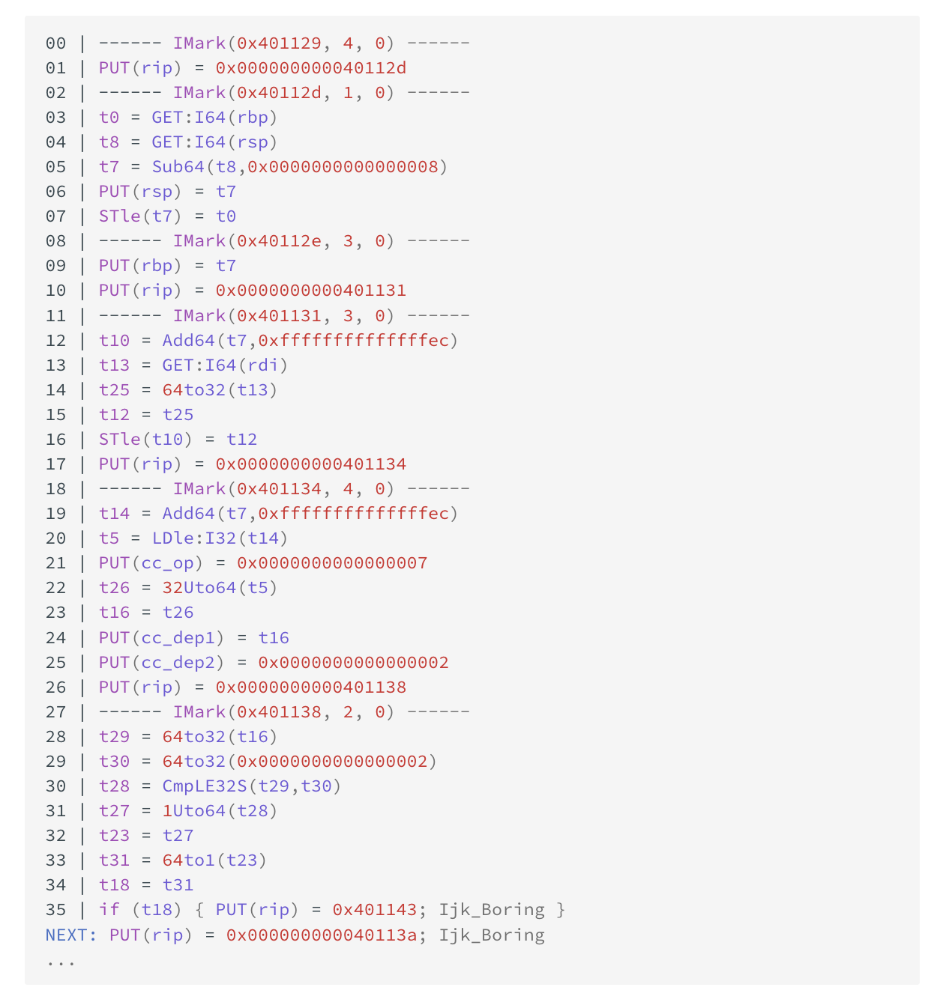 00 | ------ IMark(0x401129, 4, 0) ------
01 | PUT(rip) = 0x000000000040112d
02 | ------ IMark(0x40112d, 1, 0) ------
03 | t0 = GET:I64(rbp)
04 | t8 = GET:I64(rsp)
05 | t7 = Sub64(t8,0x0000000000000008)
06 | PUT(rsp) = t7
07 | STle(t7) = t0
08 | ------ IMark(0x40112e, 3, 0) ------
09 | PUT(rbp) = t7
10 | PUT(rip) = 0x0000000000401131
11 | ------ IMark(0x401131, 3, 0) ------
12 | t10 = Add64(t7,0xffffffffffffffec)
13 | t13 = GET:I64(rdi)
14 | t25 = 64to32(t13)
15 | t12 = t25
16 | STle(t10) = t12
17 | PUT(rip) = 0x0000000000401134
18 | ------ IMark(0x401134, 4, 0) ------
19 | t14 = Add64(t7,0xffffffffffffffec)
20 | t5 = LDle:I32(t14)
21 | PUT(cc_op) = 0x0000000000000007
22 | t26 = 32Uto64(t5)
23 | t16 = t26
24 | PUT(cc_dep1) = t16
25 | PUT(cc_dep2) = 0x0000000000000002
26 | PUT(rip) = 0x0000000000401138
27 | ------ IMark(0x401138, 2, 0) ------
28 | t29 = 64to32(t16)
29 | t30 = 64to32(0x0000000000000002)
30 | t28 = CmpLE32S(t29,t30)
31 | t27 = 1Uto64(t28)
32 | t23 = t27
33 | t31 = 64to1(t23)
34 | t18 = t31
35 | if (t18) { PUT(rip) = 0x401143; Ijk_Boring }
NEXT: PUT(rip) = 0x000000000040113a; Ijk_Boring
...